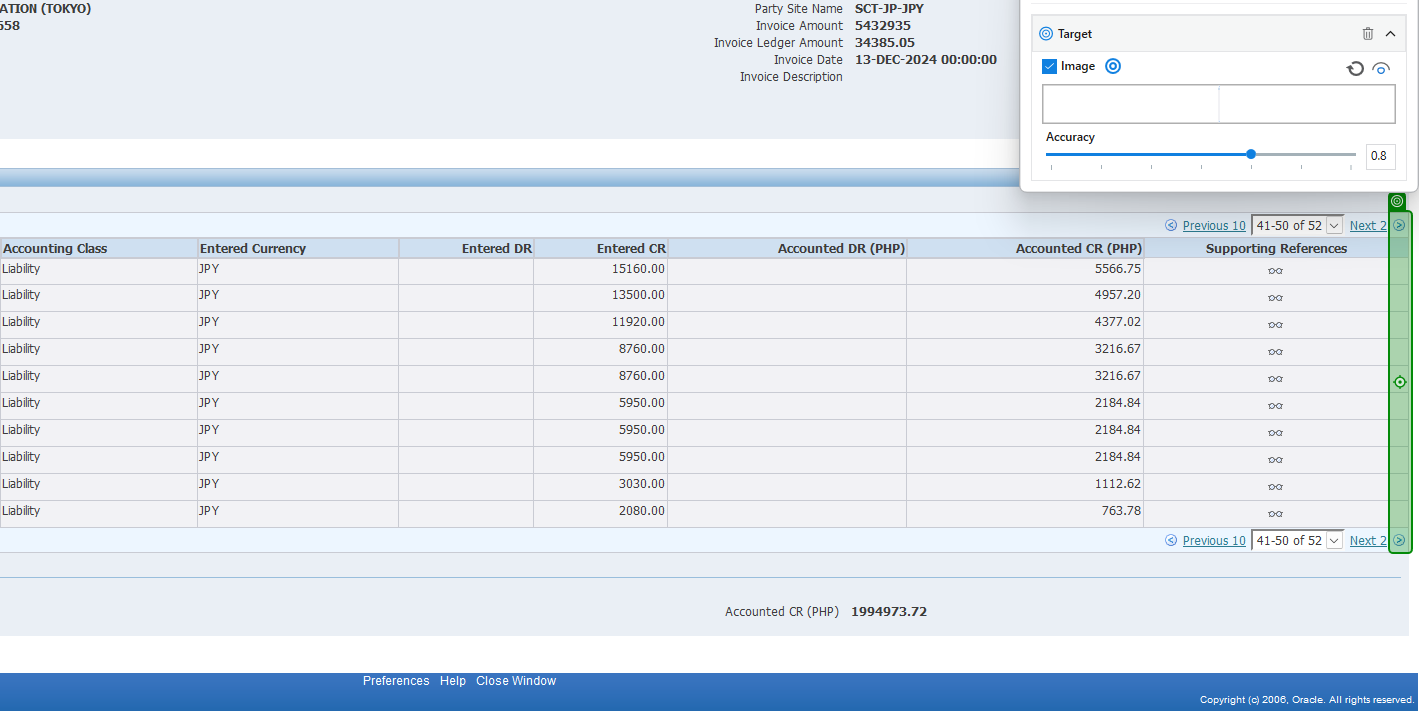 ATION (TOKYO)
558
Party Site Name SCT-JP-JPY
Invoice Amount 5432935
Invoice Ledger Amount 34385.05
Invoice Date 13-DEC-2024 00:00:00
Invoice Description
Target
Image
Accuracy
0.8
Previous 10 41-50 of 52 Next 2
Accounting Class Entered Currency Entered DR Entered CR Accounted DR (PHP) Accounted CR (PHP) Supporting References
Liability JPY 15160.00 5566.75
Liability JPY 13500.00 4957.20
Liability JPY 11920.00 4377.02
Liability JPY 8760.00 3216.67
Liability JPY 8760.00 3216.67
Liability JPY 5950.00 2184.84
Liability JPY 5950.00 2184.84
Liability JPY 5950.00 2184.84
Liability JPY 3030.00 1112.62
Liability JPY 2080.00 763.78
Previous 10 41-50 of 52 Next 2
Accounted CR (PHP) 1994973.72
Preferences Help Close Window
Copyright (c) 2006, Oracle. All rights reserved.